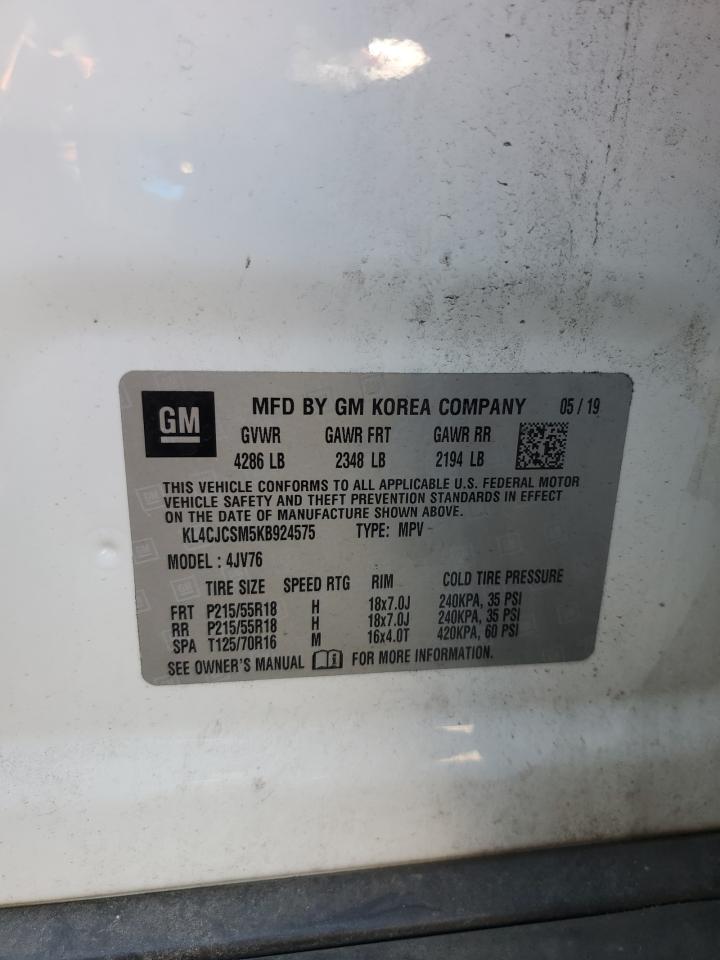 GM MFD BY GM KOREA COMPANY 05 / 19
GVWR GAWR FRT GAWR RR
4286 LB 2348 LB 2194 LB
THIS VEHICLE CONFORMS TO ALL APPLICABLE U.S. FEDERAL MOTOR
VEHICLE SAFETY AND THEFT PREVENTION STANDARDS IN EFFECT
ON THE DATE OF MANUFACTURE SHOWN ABOVE.
KL4CJCSM5KB924575 TYPE: MPV
MODEL : 4JV76
TIRE SIZE SPEED RTG RIM COLD TIRE PRESSURE
FRT P215/55R18 H 18x7.0J 240KPA, 35 PSI
RR P215/55R18 H 18x7.0J 240KPA, 35 PSI
SPA T125/70R16 M 16x4.0T 420KPA, 60 PSI
SEE OWNER'S MANUAL FOR MORE INFORMATION.